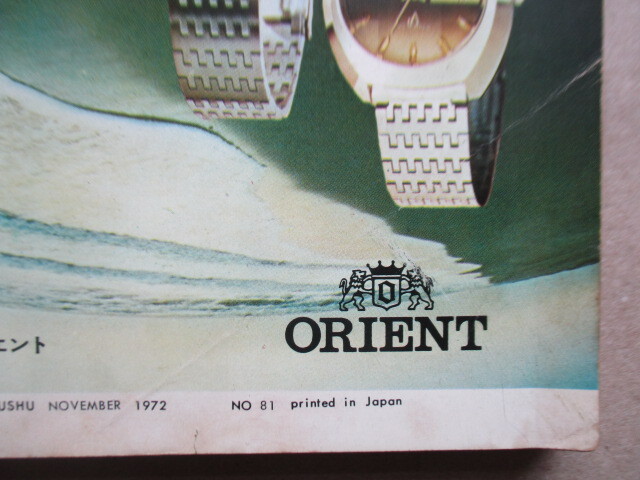 ORIENT
エント
USHU NOVEMBER 1972 NO 81 printed in Japan